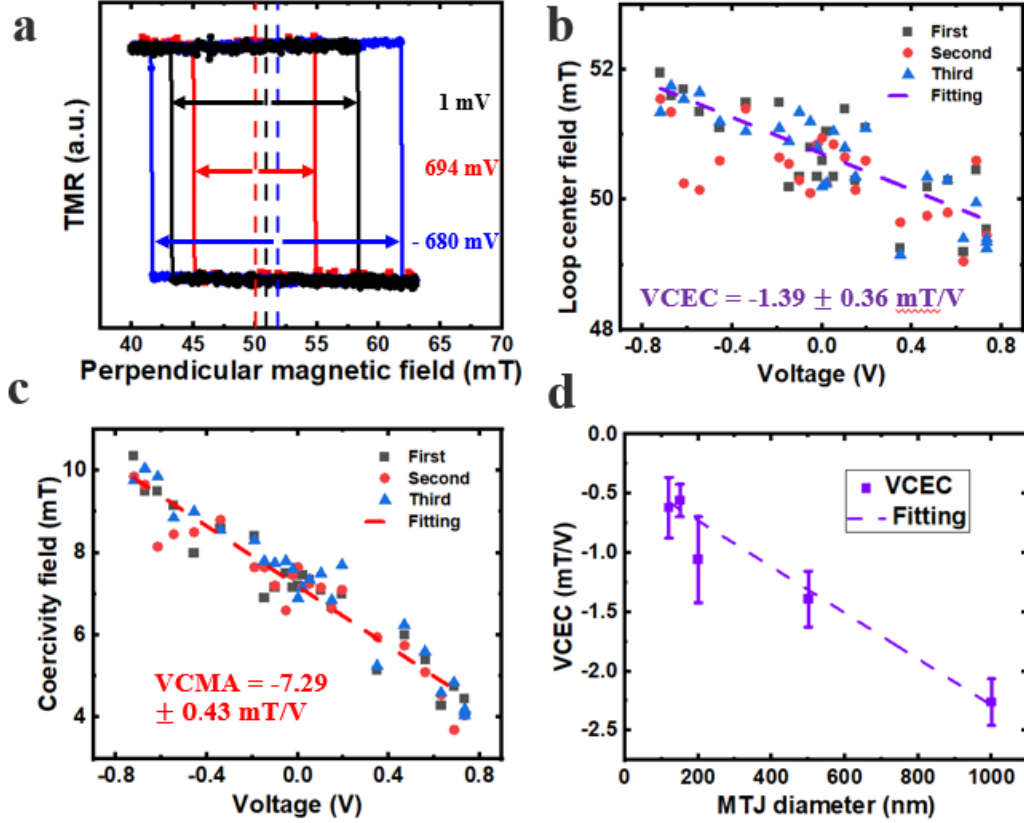 a
TMR (a.u.)
1 mV
694 mV
- 680 mV
40 45 50 55 60 65 70
Perpendicular magnetic field (mT)
b
Loop center field (mT)
52
50
48
First
Second
Third
Fitting
VCEC = -1.39 ± 0.36 mT/V
-0.8 -0.4 0.0 0.4 0.8
Voltage (V)
c
Coercivity field (mT)
10
8
6
4
First
Second
Third
Fitting
VCMA = -7.29
± 0.43 mT/V
-0.8 -0.4 0.0 0.4 0.8
Voltage (V)
d
VCEC (mT/V)
0.0
-0.5
-1.0
-1.5
-2.0
-2.5
VCEC
Fitting
0 200 400 600 800 1000
MTJ diameter (nm)